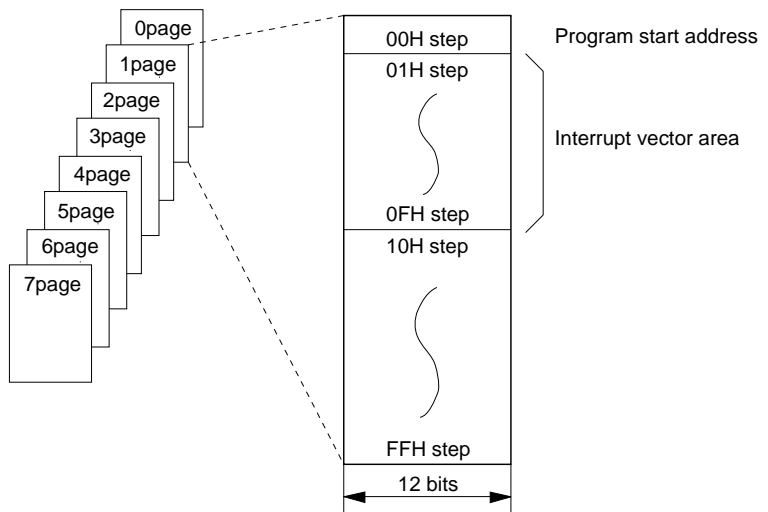 0page
1page
2page
3page
4page
5page
6page
7page
00H step
Program start address
01H step
Interrupt vector area
0FH step
10H step
FFH step
12 bits